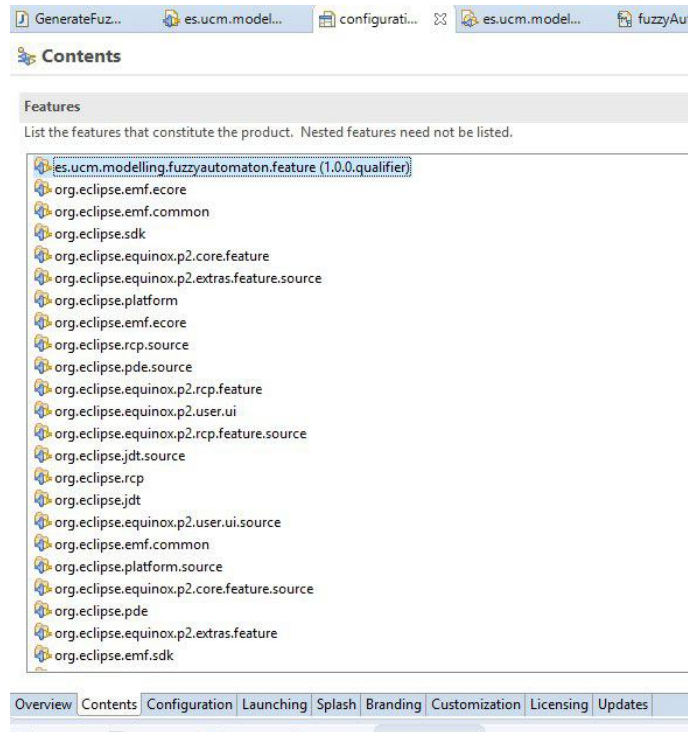 GenerateFuz... es.ucm.model... configurati... es.ucm.model... fuzzyAu
Contents
Features
List the features that constitute the product. Nested features need not be listed.
es.ucm.modelling.fuzzyautomaton.feature (1.0.0.qualifier)
org.eclipse.emf.ecore
org.eclipse.emf.common
org.eclipse.sdk
org.eclipse.equinox.p2.core.feature
org.eclipse.equinox.p2.extras.feature.source
org.eclipse.platform
org.eclipse.emf.ecore
org.eclipse.rcp.source
org.eclipse.pde.source
org.eclipse.equinox.p2.rcp.feature
org.eclipse.equinox.p2.user.ui
org.eclipse.equinox.p2.rcp.feature.source
org.eclipse.jdt.source
org.eclipse.rcp
org.eclipse.jdt
org.eclipse.equinox.p2.user.ui.source
org.eclipse.emf.common
org.eclipse.platform.source
org.eclipse.equinox.p2.core.feature.source
org.eclipse.pde
org.eclipse.equinox.p2.extras.feature
org.eclipse.emf.sdk
Overview Contents Configuration Launching Splash Branding Customization Licensing Updates